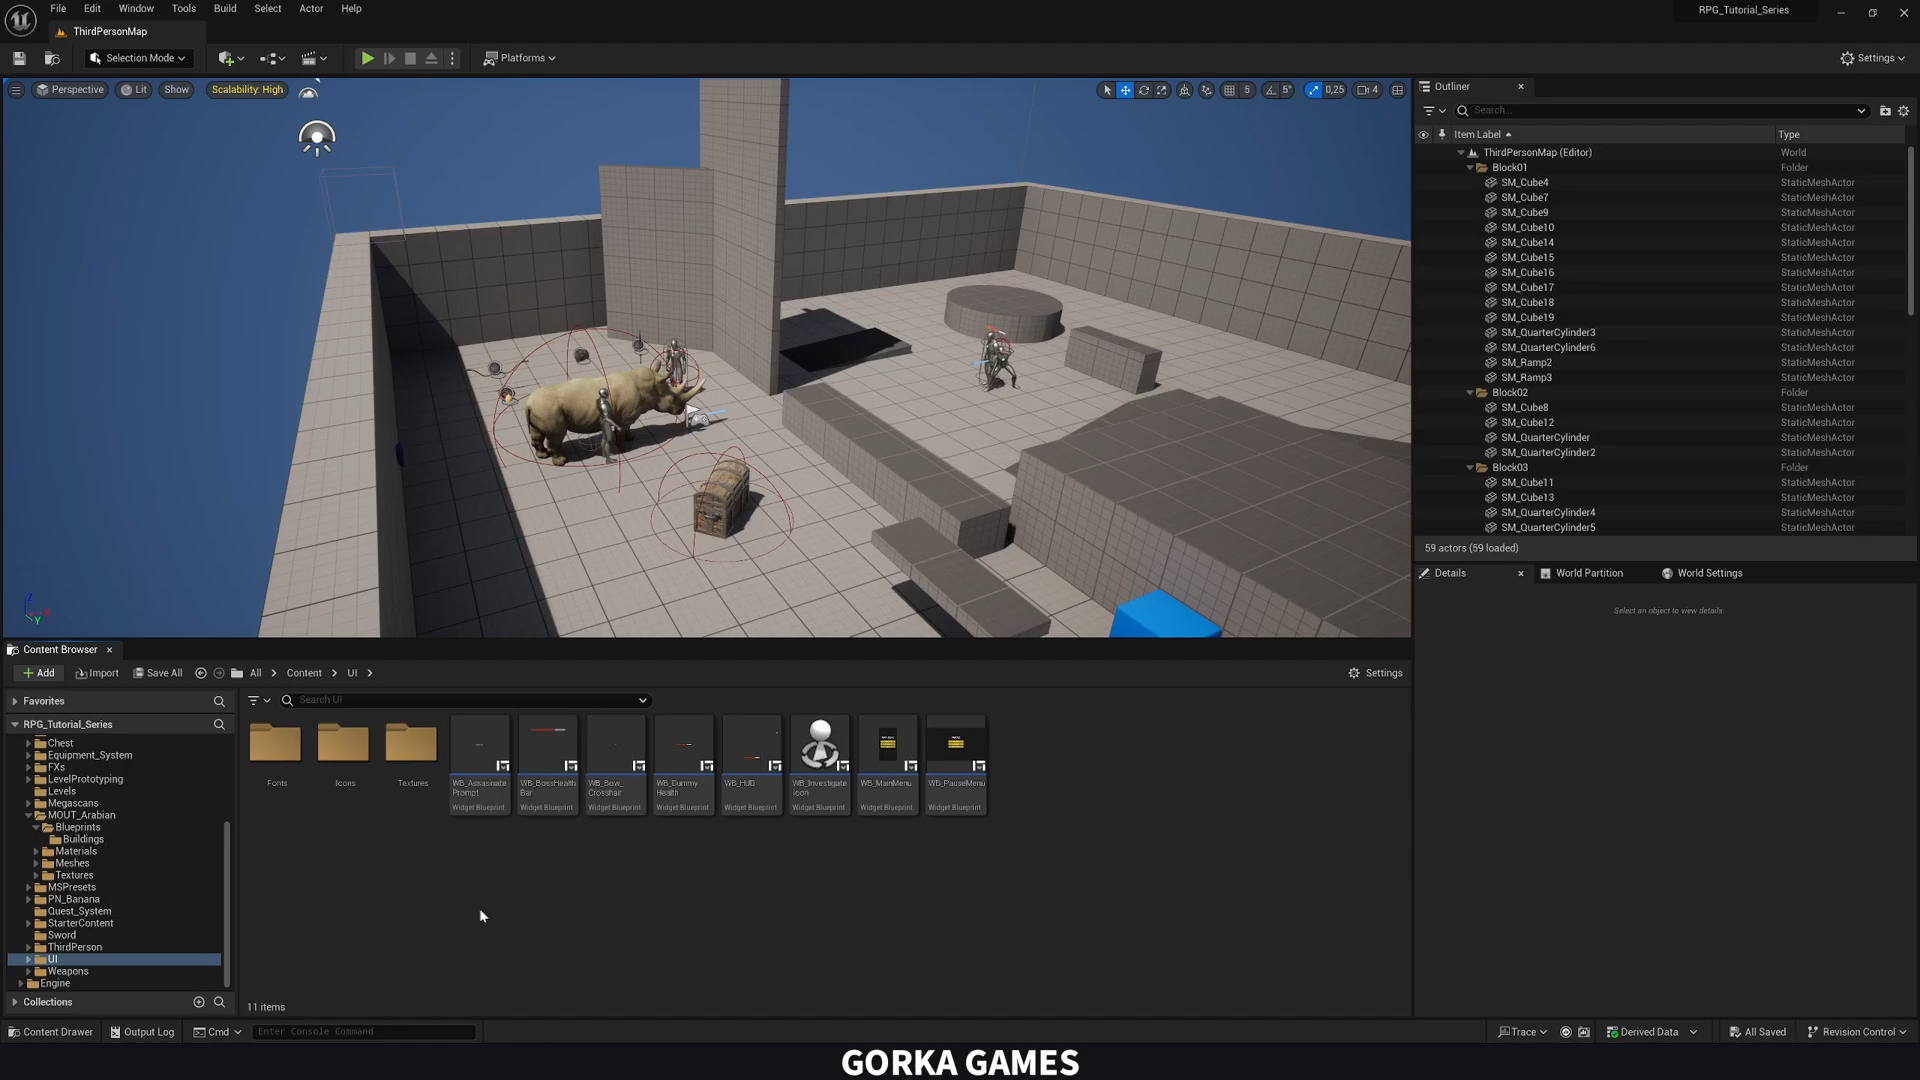 File Edit Window Tools Build Select Actor Help
RPG_Tutorial_Series
ThirdPersonMap
Selection Mode
Platforms
Settings
Perspective Lit Show Scalability: High
5 5° 0,25 4
Outliner
Search...
Item Label Type
ThirdPersonMap (Editor) World
Block01 Folder
SM_Cube4 StaticMeshActor
SM_Cube7 StaticMeshActor
SM_Cube9 StaticMeshActor
SM_Cube10 StaticMeshActor
SM_Cube14 StaticMeshActor
SM_Cube15 StaticMeshActor
SM_Cube16 StaticMeshActor
SM_Cube17 StaticMeshActor
SM_Cube18 StaticMeshActor
SM_Cube19 StaticMeshActor
SM_QuarterCylinder3 StaticMeshActor
SM_QuarterCylinder6 StaticMeshActor
SM_Ramp2 StaticMeshActor
SM_Ramp3 StaticMeshActor
Block02 Folder
SM_Cube8 StaticMeshActor
SM_Cube12 StaticMeshActor
SM_QuarterCylinder StaticMeshActor
SM_QuarterCylinder2 StaticMeshActor
Block03 Folder
SM_Cube11 StaticMeshActor
SM_Cube13 StaticMeshActor
SM_QuarterCylinder4 StaticMeshActor
SM_QuarterCylinder5 StaticMeshActor
59 actors (59 loaded)
Details World Partition World Settings
Select an object to view details.
Z X
Y
Content Browser
Add Import Save All All Content UI Settings
Favorites
Search UI
RPG_Tutorial_Series
Chest
Equipment_System
FXs
LevelPrototyping
Levels
Megascans
MOUT_Arabian
Blueprints
Buildings
Materials
Meshes
Textures
MSPresets
PN_Banana
Quest_System
StarterContent
Sword
ThirdPerson
UI
Weapons
Engine
Collections
Fonts Icons Textures
WB_Assasinate Prompt
Widget Blueprint
WB_BossHealth Bar
Widget Blueprint
WB_Bow_ Crosshair
Widget Blueprint
WB_Dummy Health
Widget Blueprint
WB_HUD
Widget Blueprint
WB_Investigate Icon
Widget Blueprint
WB_MainMenu
Widget Blueprint
WB_PauseMenu
Widget Blueprint
11 items
Content Drawer Output Log Cmd Enter Console Command
Trace Derived Data All Saved Revision Control
GORKA GAMES